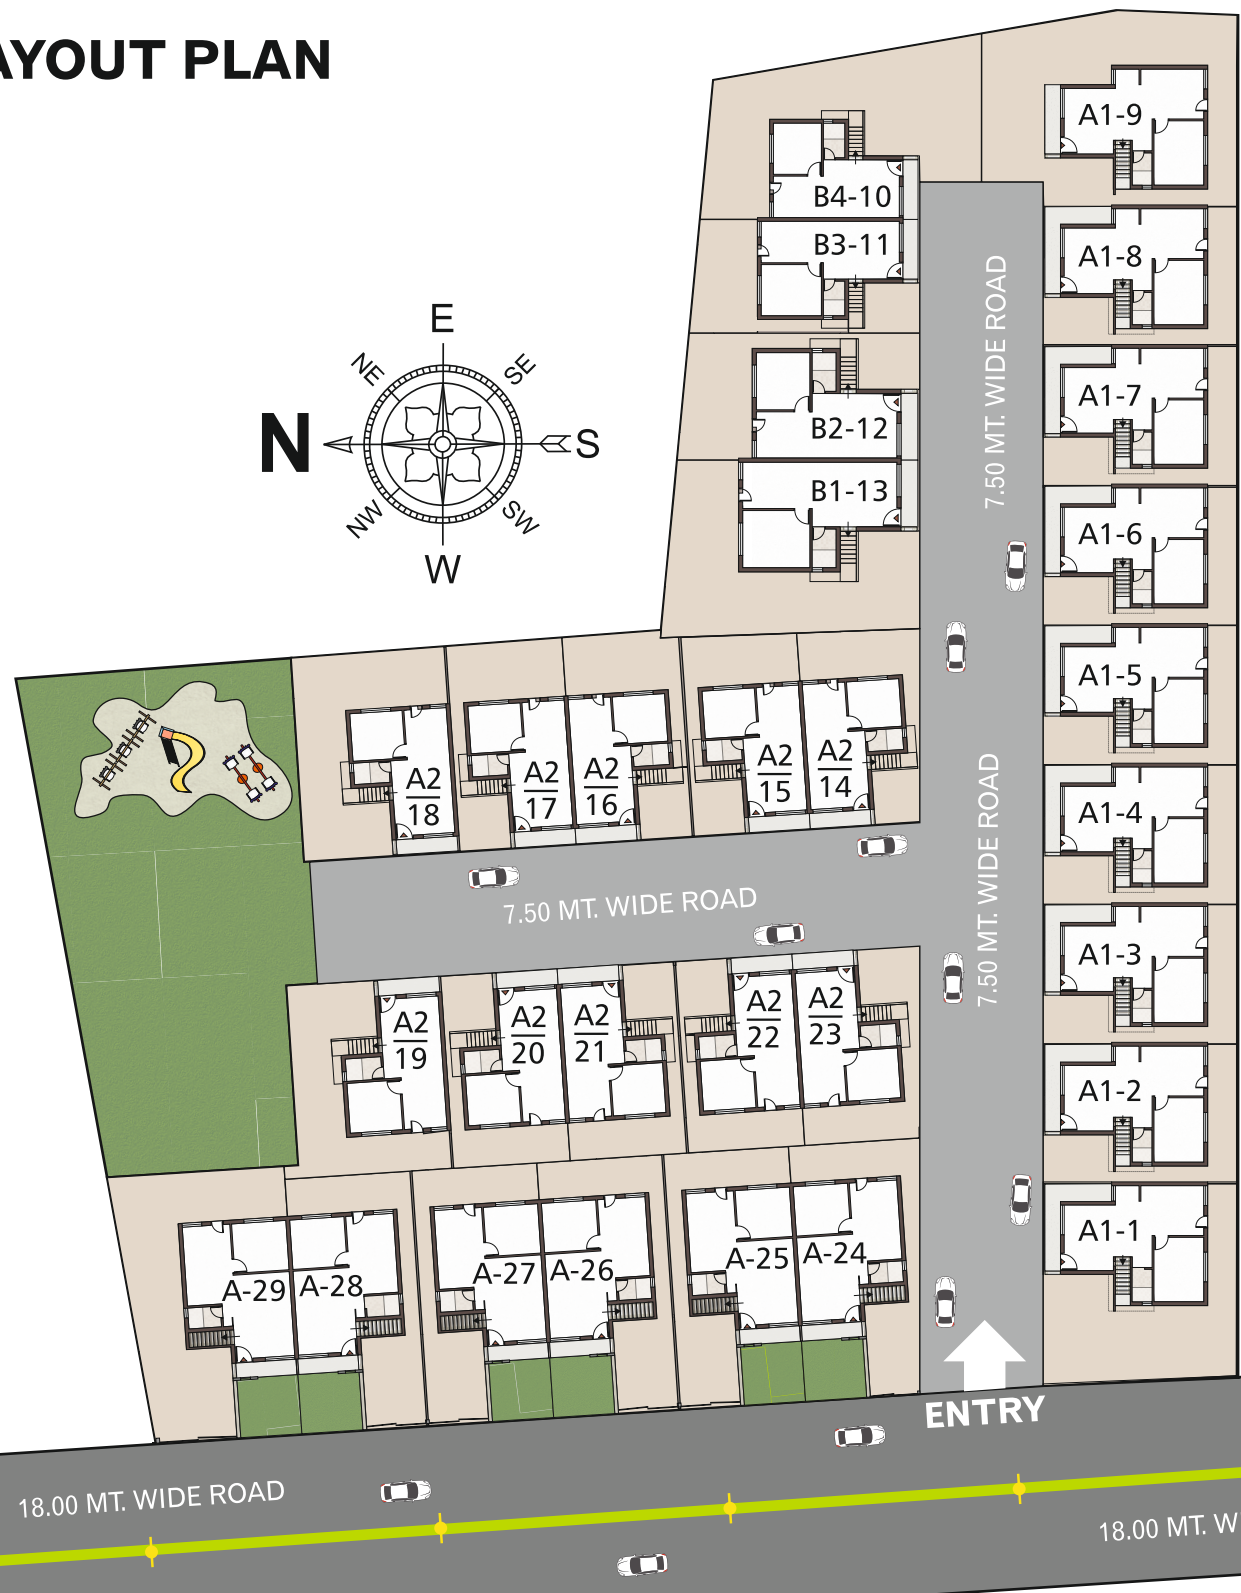 AYOUT PLAN
A1-9
B4-10
B3-11
A1-8
7.50 MT. WIDE ROAD
E
NE
SE
N
S
NW
SW
W
A1-7
B2-12
B1-13
A1-6
A1-5
A2
18
A2
17
A2
16
A2
15
A2
14
A1-4
7.50 MT. WIDE ROAD
7.50 MT. WIDE ROAD
A1-3
A2
19
A2
20
A2
21
A2
22
A2
23
A1-2
A1-1
A-29
A-28
A-27
A-26
A-25
A-24
ENTRY
18.00 MT. WIDE ROAD
18.00 MT. W